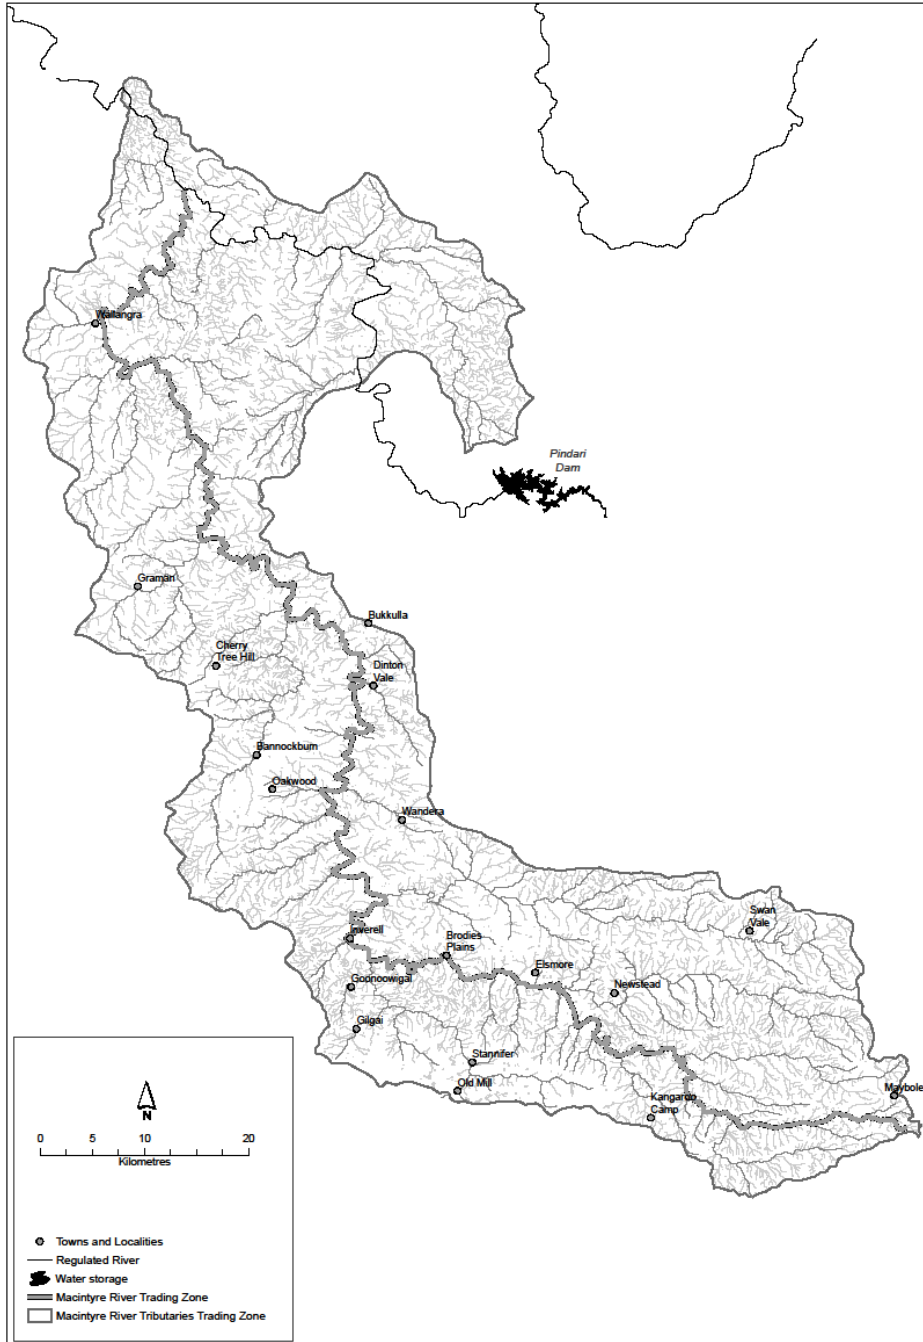 Wallangra
Pindari
Dam
Graman
Bukkulla
Cherry
Tree Hill
Dinton
Vale
Bannockburn
Oakwood
Wandera
Swan
Vale
Inverell
Brodies
Plains
Elsmore
Goonoowigal
Newstead
Gilgai
Stannifer
Old Mill
Maybole
Kangaroo
Camp
N
0 5 10 20
Kilometres
Towns and Localities
Regulated River
Water storage
Macintyre River Trading Zone
Macintyre River Tributaries Trading Zone